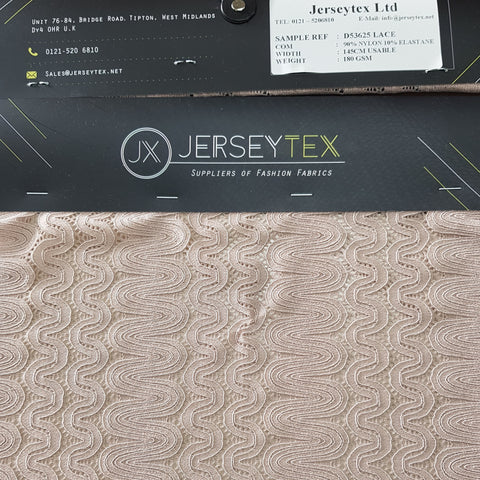 Unit 76-84, Bridge Road, Tipton, West Midlands
DY4 0HR U.K
0121-520 6810
Sales@jerseytex.net
Jerseytex Ltd
TEL: 0121 - 5206810 E-Mail: info@jerseytex.net
SAMPLE REF : D53625 LACE
COM : 90% NYLON 10% ELASTANE
WIDTH : 145CM USABLE
WEIGHT : 180 GSM
JX JERSEYTEX
Suppliers of Fashion Fabrics